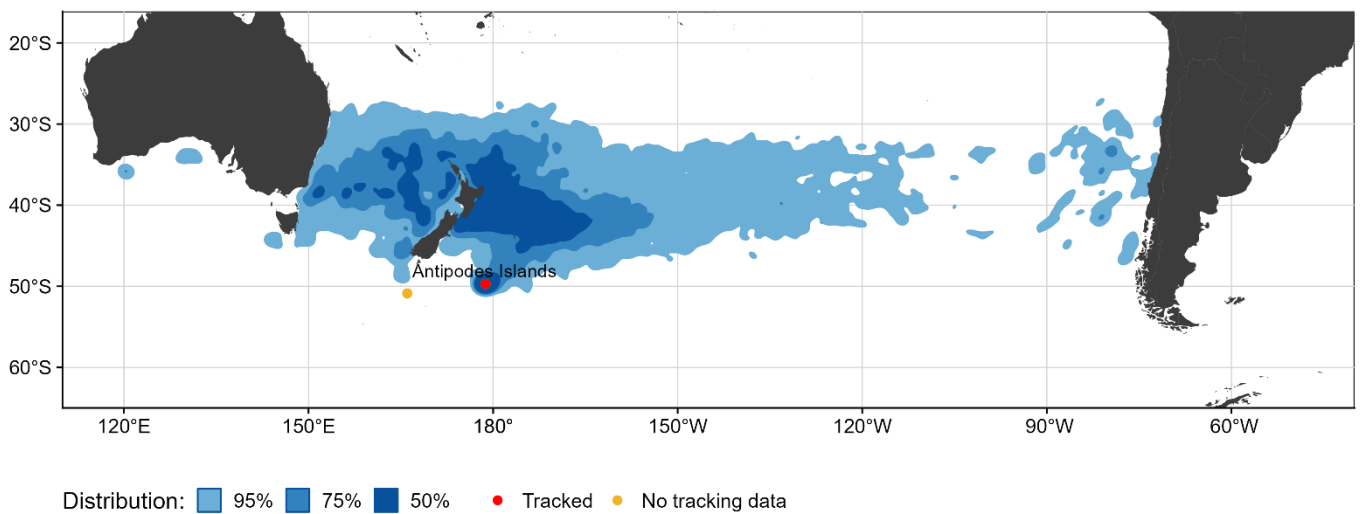 20°S
30°S
40°S
50°S
60°S
Antipodes Islands
120°E 150°E 180° 150°W 120°W 90°W 60°W
Distribution: 95% 75% 50% Tracked No tracking data